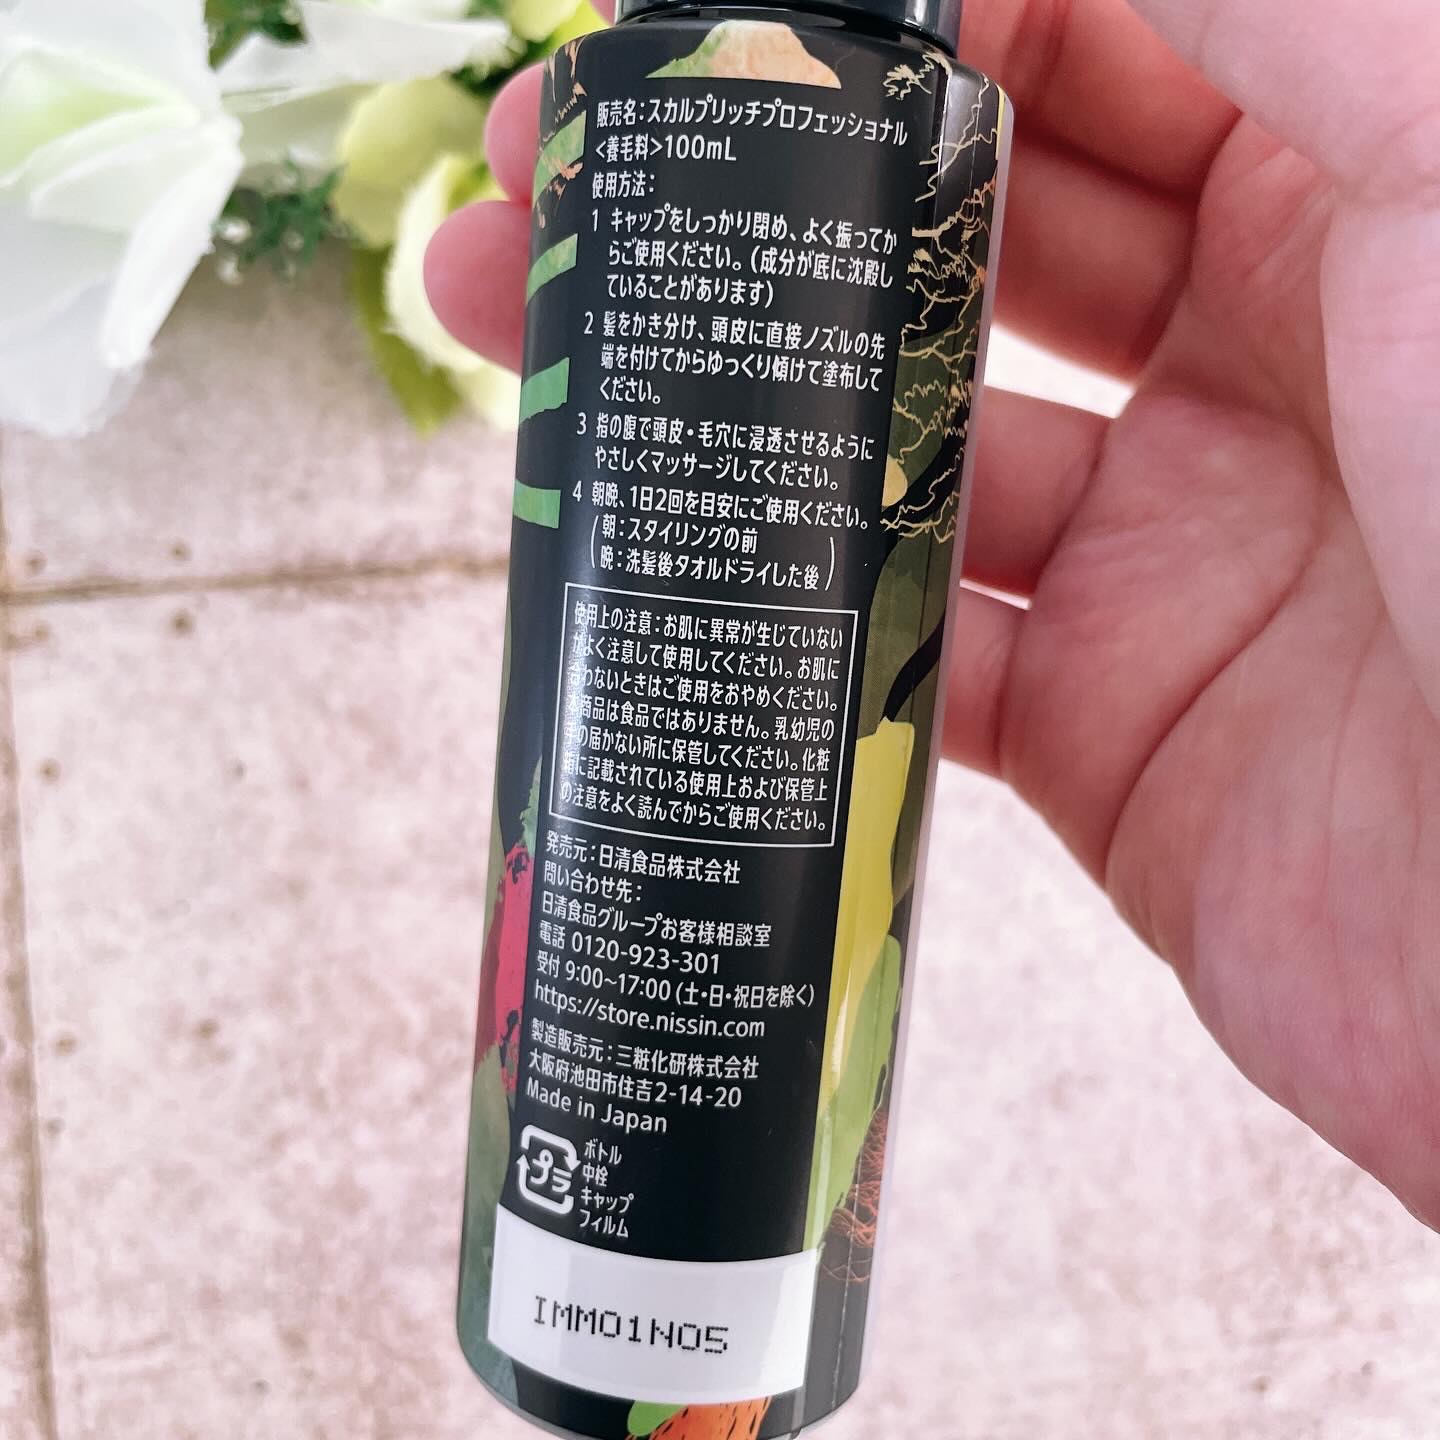 販売名：スカルプリッチプロフェッショナル
＜養毛料＞100mL
使用方法：
1 キャップをしっかり閉め、よく振ってか
らご使用ください。（成分が底に沈殿し
ていることがあります）
2 髪をかき分け、頭皮に直接ノズルの先
端を付けてからゆっくり傾けて塗布して
ください。
3 指の腹で頭皮・毛穴に浸透させるように
やさしくマッサージしてください。
4 朝晩、1日2回を目安にご使用ください。
（朝：スタイリングの前
晩：洗髪後タオルドライした後）
使用上の注意：お肌に異常が生じていない
かよく注意して使用してください。お肌に
合わないときはご使用をおやめください。
本商品は食品ではありません。乳幼児の
手の届かない所に保管してください。化粧
箱に記載されている使用上および保管上
の注意をよく読んでからご使用ください。
発売元：日清食品株式会社
問い合わせ先：
日清食品グループお客様相談室
電話 0120-923-301
受付 9:00~17:00（土・日・祝日を除く）
https://store.nissin.com
製造販売元：三粧化研株式会社
大阪府池田市住吉2-14-20
Made in Japan
プラ
ボトル
中栓
キャップ
フィルム
IMM01N05